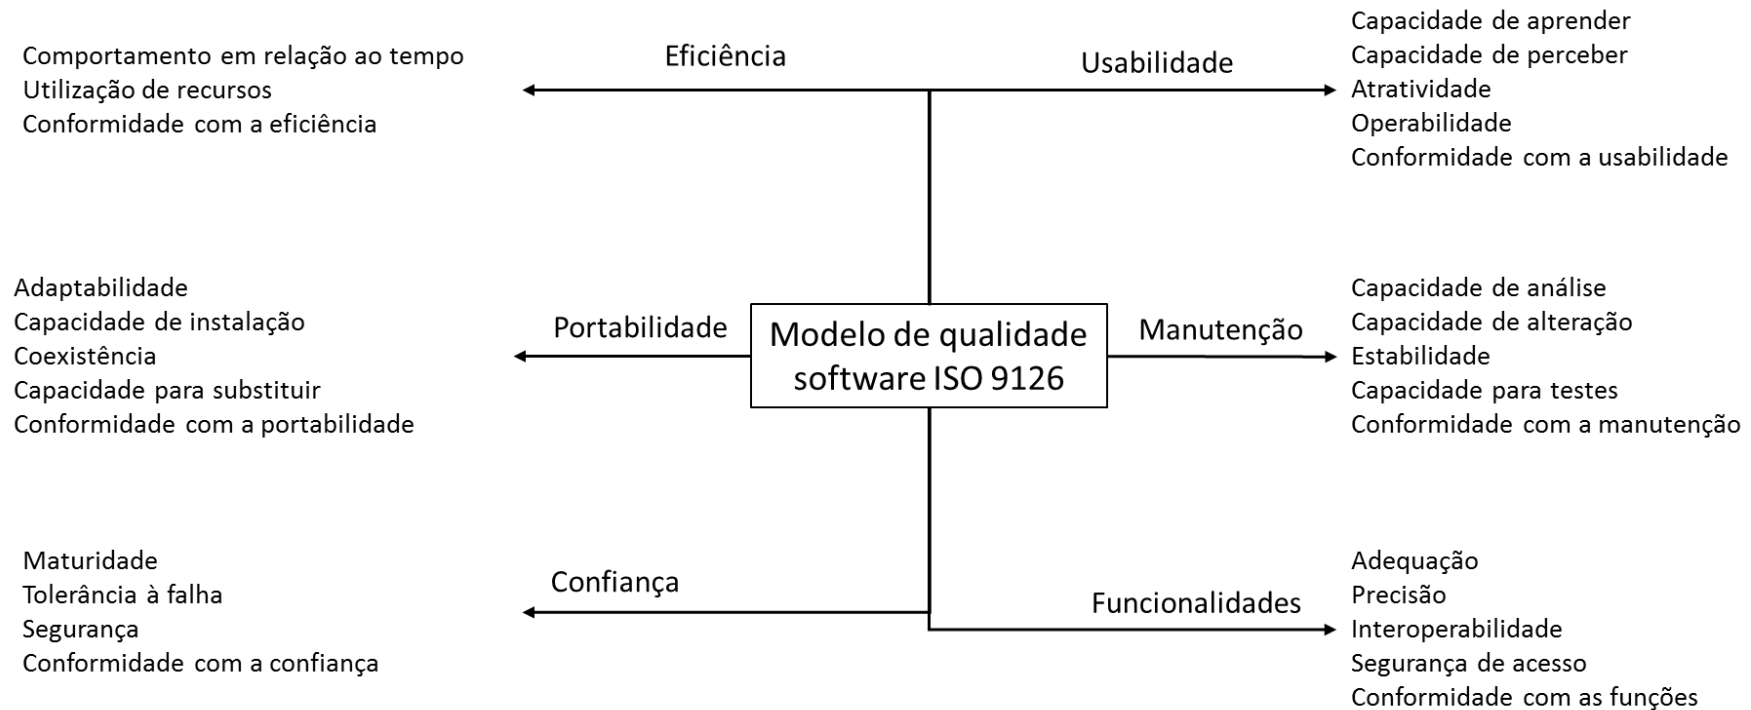 Eficiência
Comportamento em relação ao tempo
Utilização de recursos
Conformidade com a eficiência
Usabilidade
Capacidade de aprender
Capacidade de perceber
Atratividade
Operabilidade
Conformidade com a usabilidade
Portabilidade
Adaptabilidade
Capacidade de instalação
Coexistência
Capacidade para substituir
Conformidade com a portabilidade
Modelo de qualidade
software ISO 9126
Manutenção
Capacidade de análise
Capacidade de alteração
Estabilidade
Capacidade para testes
Conformidade com a manutenção
Confiança
Maturidade
Tolerância à falha
Segurança
Conformidade com a confiança
Funcionalidades
Adequação
Precisão
Interoperabilidade
Segurança de acesso
Conformidade com as funções